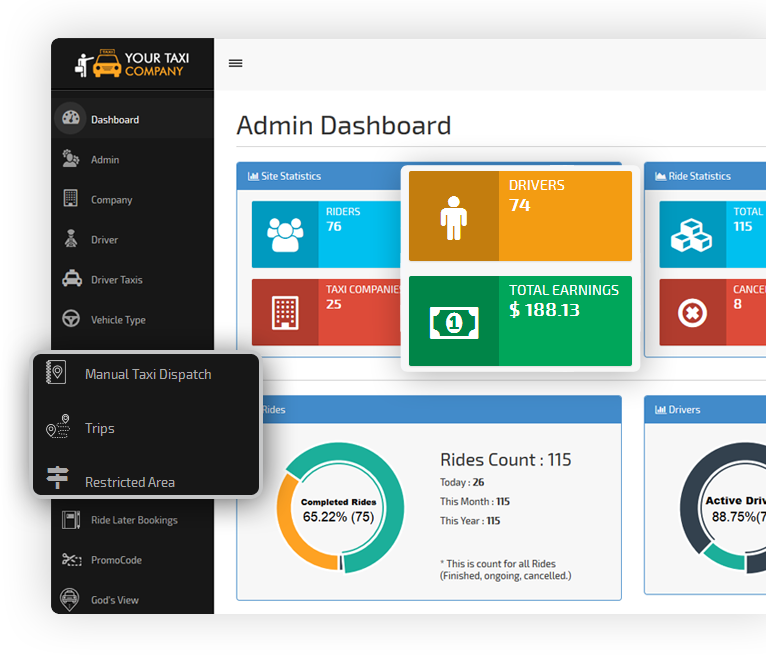 TAXI
YOUR TAXI
COMPANY
Dashboard
Admin
Company
Driver
Driver Taxis
Vehicle Type
Manual Taxi Dispatch
Trips
Restricted Area
Ride Later Bookings
PromoCode
God's View
Admin Dashboard
Site Statistics
RIDERS
76
TAXI COMPANIE
25
DRIVERS
74
TOTAL EARNINGS
1
$ 188.13
Ride Statistics
TOTAL
115
CANCE
8
Rides
Completed Rides
65.22% (75)
Rides Count : 115
Today : 26
This Month : 115
This Year : 115
* This is count for all Rides
(Finished, ongoing, cancelled.)
Drivers
Active Driv
88.75%(7